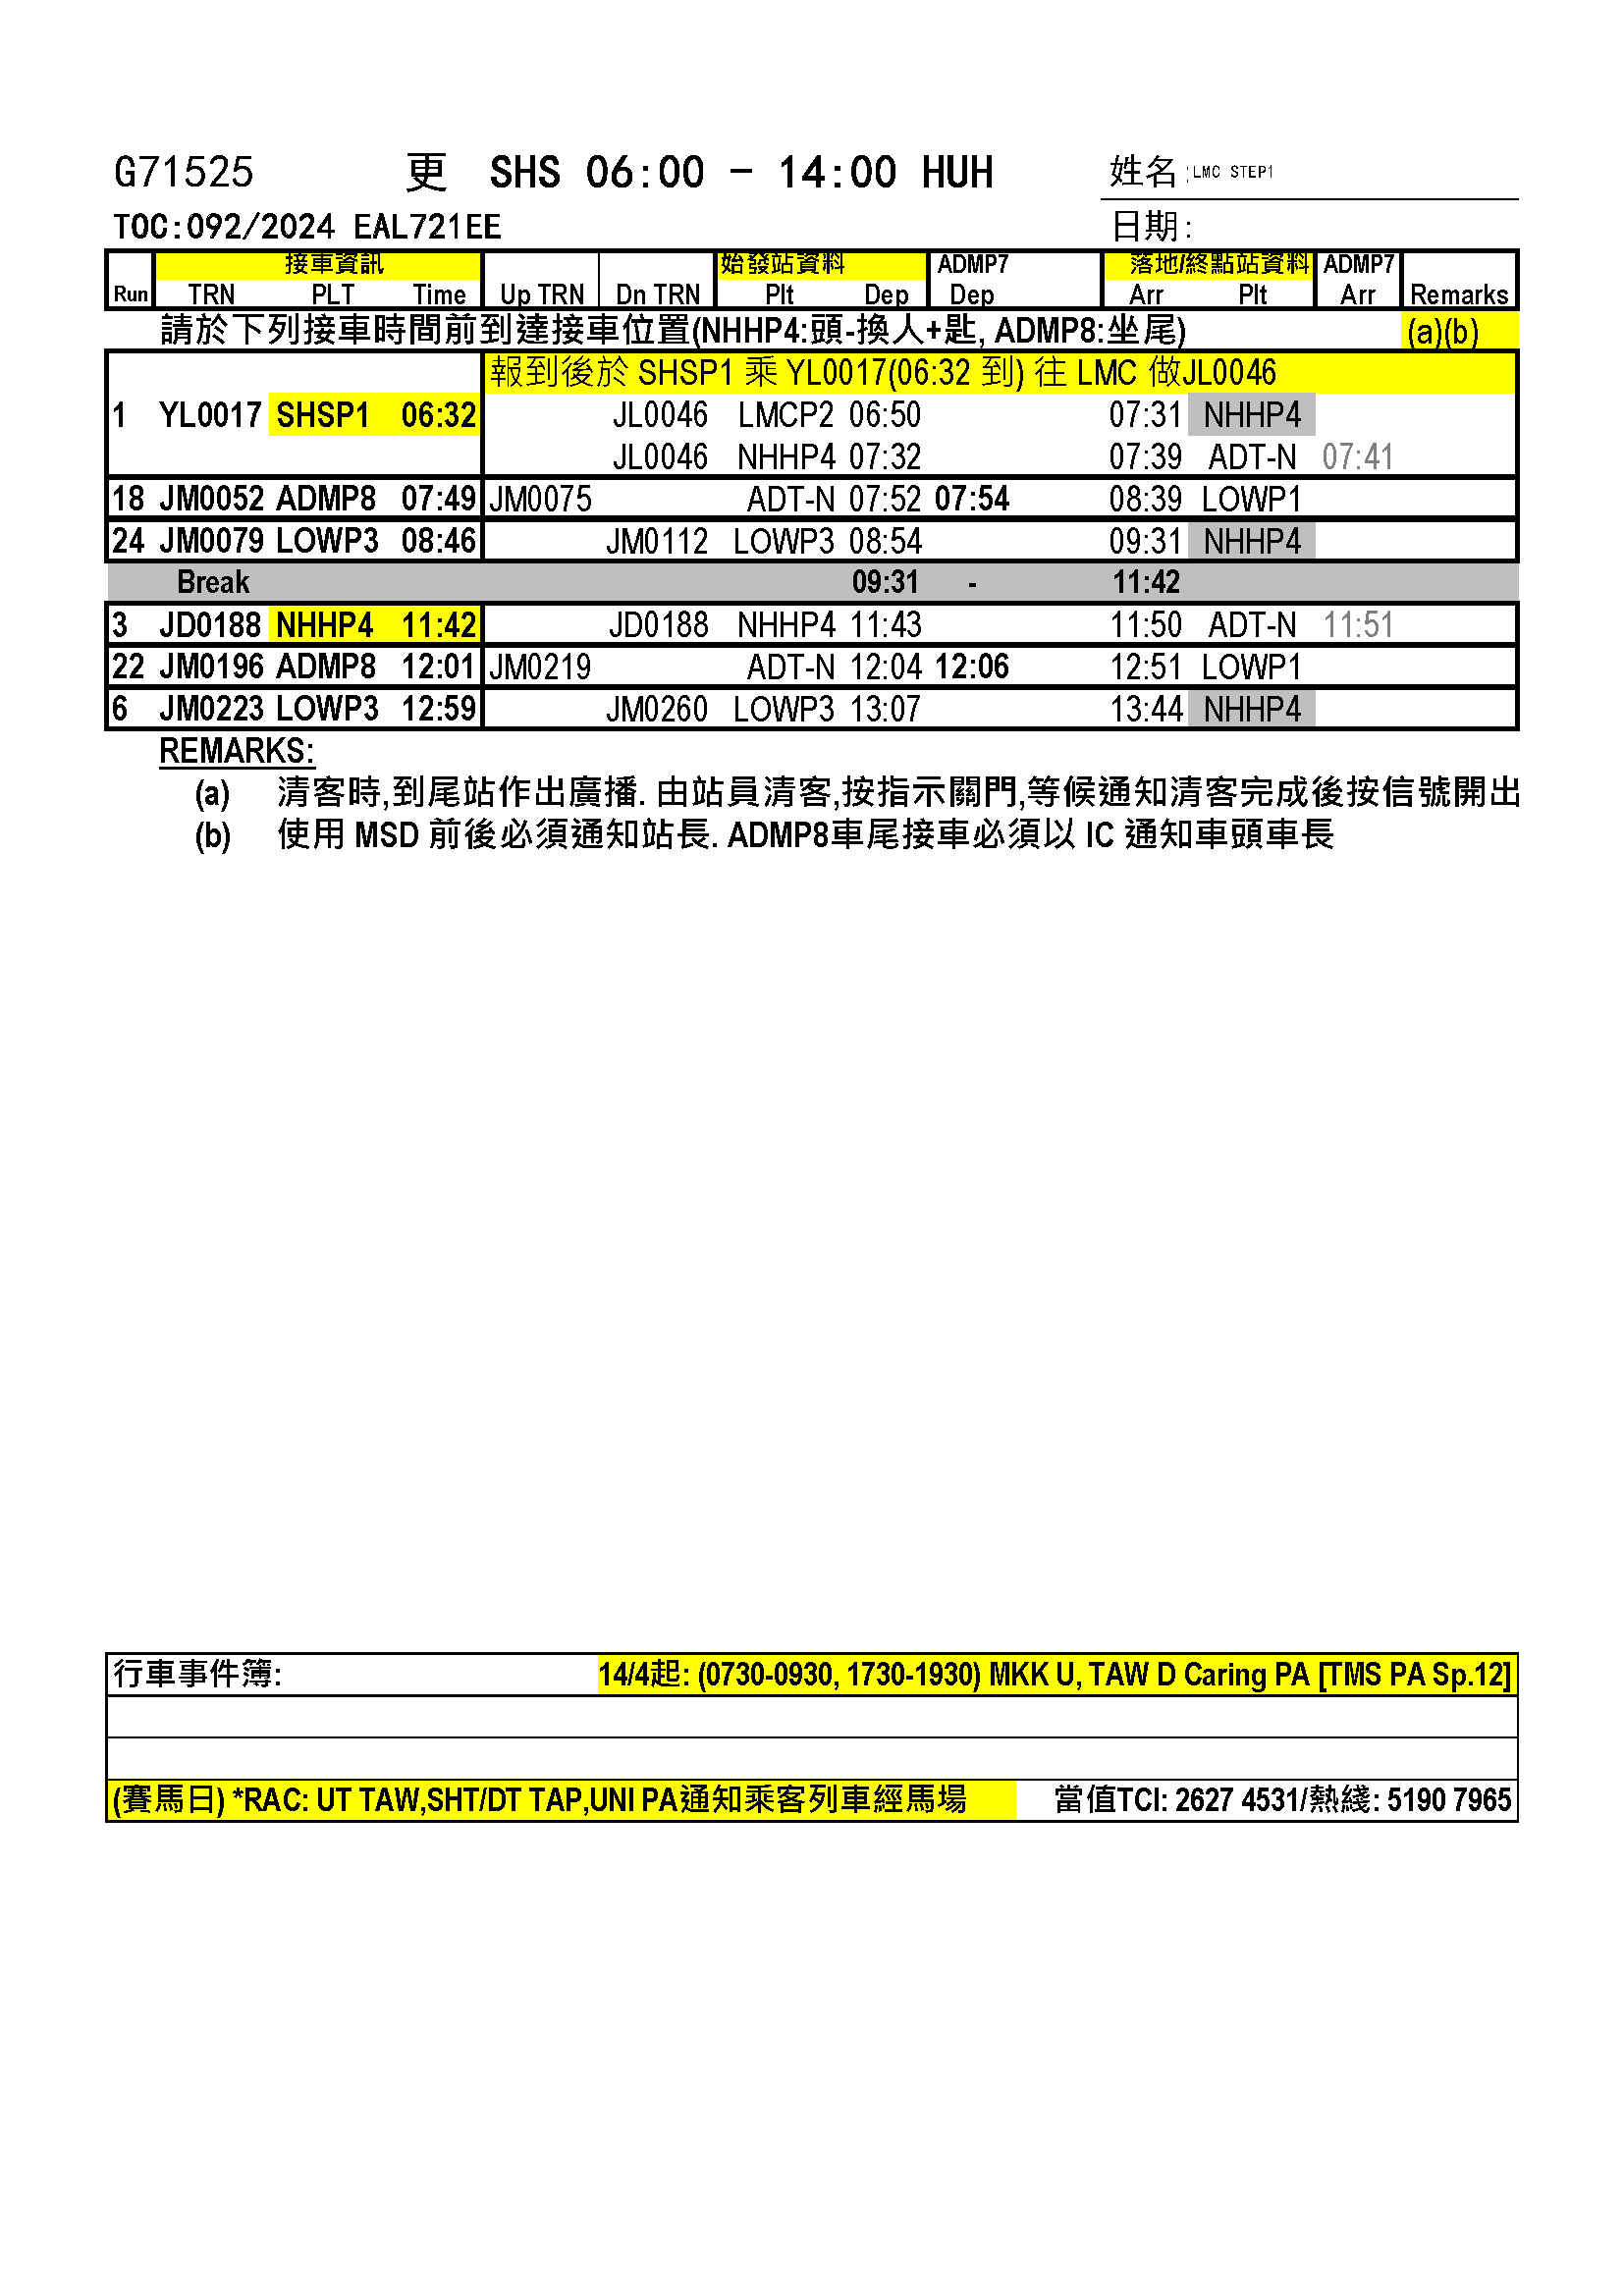 G71525 更 SHS 06:00 - 14:00 HUH 姓名:LMC STEP1
TOC:092/2024 EAL721EE 日期:
接車資訊 始發站資料 ADMP7 落地/終點站資料 ADMP7
Run TRN PLT Time Up TRN Dn TRN Plt Dep Dep Arr Plt Arr Remarks
請於下列接車時間前到達接車位置(NHHP4:頭-換人+匙, ADMP8:坐尾) (a)(b)
報到後於 SHSP1 乘 YL0017(06:32 到) 往 LMC 做JL0046
1 YL0017 SHSP1 06:32 JL0046 LMCP2 06:50 07:31 NHHP4
JL0046 NHHP4 07:32 07:39 ADT-N 07:41
18 JM0052 ADMP8 07:49 JM0075 ADT-N 07:52 07:54 08:39 LOWP1
24 JM0079 LOWP3 08:46 JM0112 LOWP3 08:54 09:31 NHHP4
Break 09:31 - 11:42
3 JD0188 NHHP4 11:42 JD0188 NHHP4 11:43 11:50 ADT-N 11:51
22 JM0196 ADMP8 12:01 JM0219 ADT-N 12:04 12:06 12:51 LOWP1
6 JM0223 LOWP3 12:59 JM0260 LOWP3 13:07 13:44 NHHP4
REMARKS:
(a) 清客時,到尾站作出廣播. 由站員清客,按指示關門,等候通知清客完成後按信號開出
(b) 使用 MSD 前後必須通知站長. ADMP8車尾接車必須以 IC 通知車頭車長
行車事件簿: 14/4起: (0730-0930, 1730-1930) MKK U, TAW D Caring PA [TMS PA Sp.12]
(賽馬日) *RAC: UT TAW,SHT/DT TAP,UNI PA通知乘客列車經馬場 當值TCI: 2627 4531/熱綫: 5190 7965